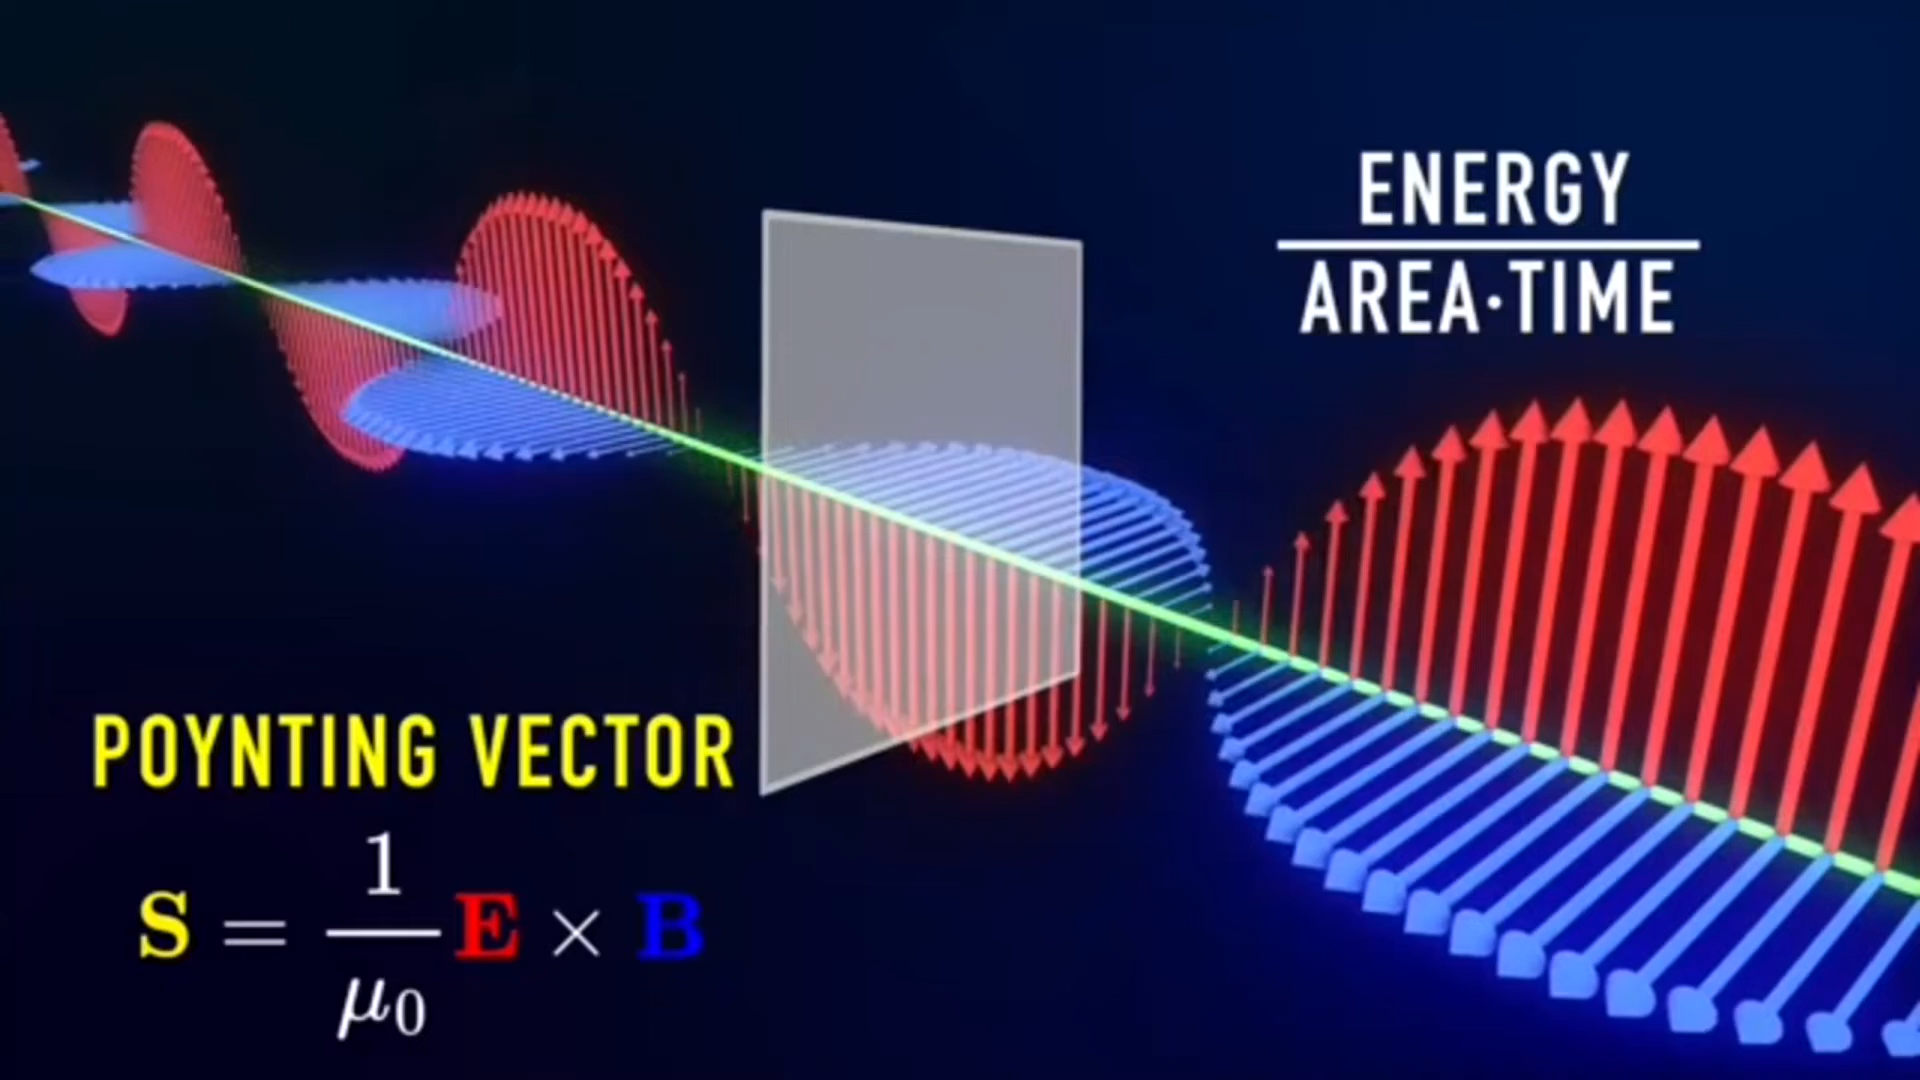 ENERGY
AREA·TIME
POYNTING VECTOR
S = 1/μ₀ E × B